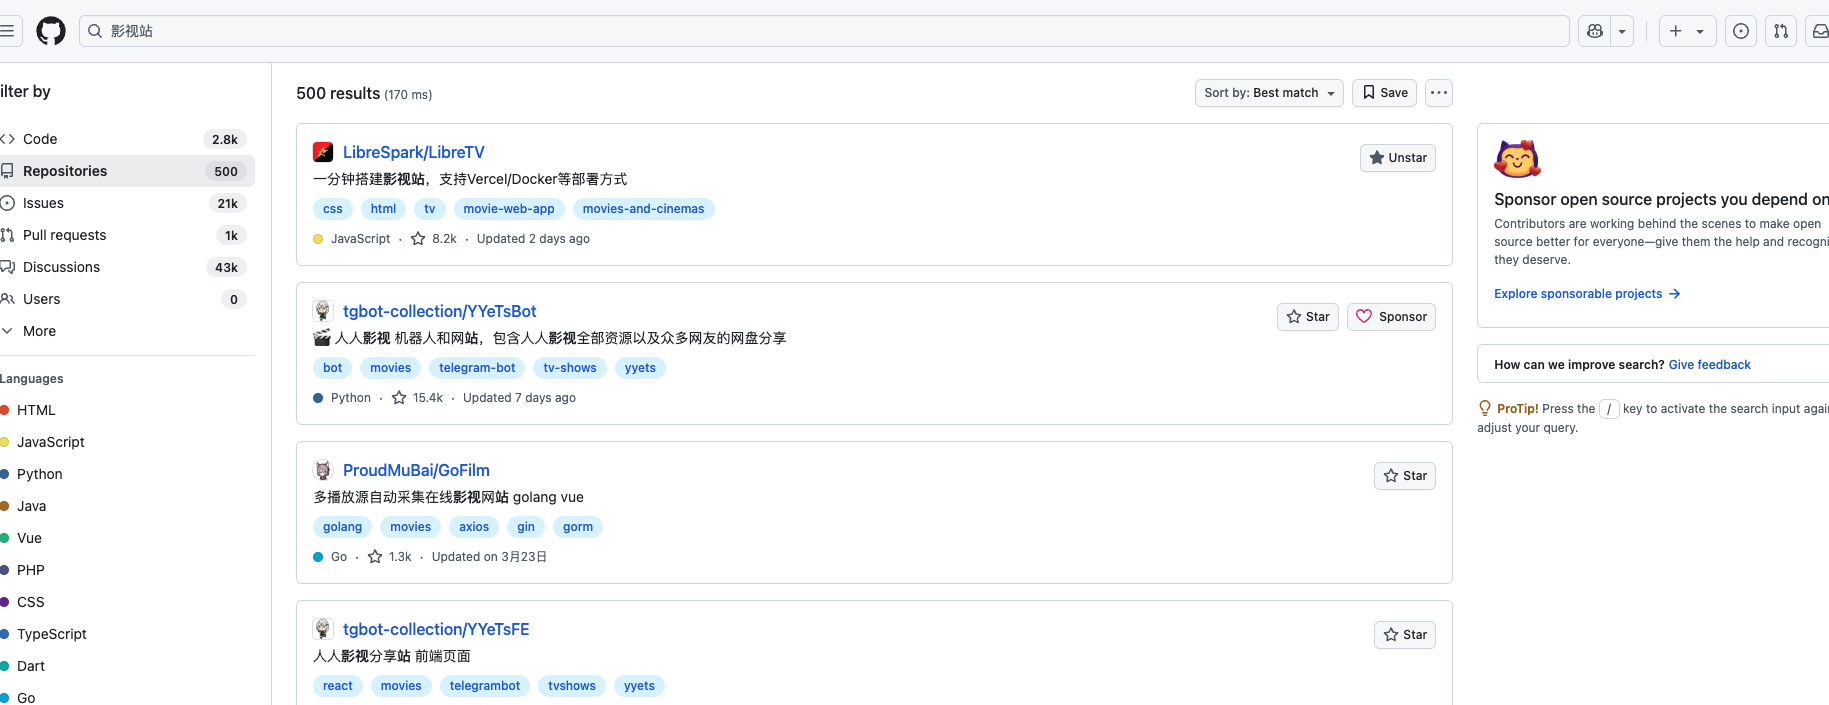 影视站
ilter by
Code 2.8k
Repositories 500
Issues 21k
Pull requests 1k
Discussions 43k
Users 0
More
Languages
HTML
JavaScript
Python
Java
Vue
PHP
CSS
TypeScript
Dart
Go
500 results (170 ms)
Sort by: Best match
Save
LibreSpark/LibreTV
Unstar
一分钟搭建影视站，支持Vercel/Docker等部署方式
css html tv movie-web-app movies-and-cinemas
JavaScript · 8.2k · Updated 2 days ago
tgbot-collection/YYeTsBot
Star Sponsor
🎬 人人影视 机器人和网站，包含人人影视全部资源以及众多网友的网盘分享
bot movies telegram-bot tv-shows yyets
Python · 15.4k · Updated 7 days ago
ProudMuBai/GoFilm
Star
多播放源自动采集在线影视网站 golang vue
golang movies axios gin gorm
Go · 1.3k · Updated on 3月23日
tgbot-collection/YYeTsFE
Star
人人影视分享站 前端页面
react movies telegrambot tvshows yyets
Sponsor open source projects you depend on
Contributors are working behind the scenes to make open
source better for everyone—give them the help and recogni
they deserve.
Explore sponsorable projects →
How can we improve search? Give feedback
ProTip! Press the / key to activate the search input agai
adjust your query.